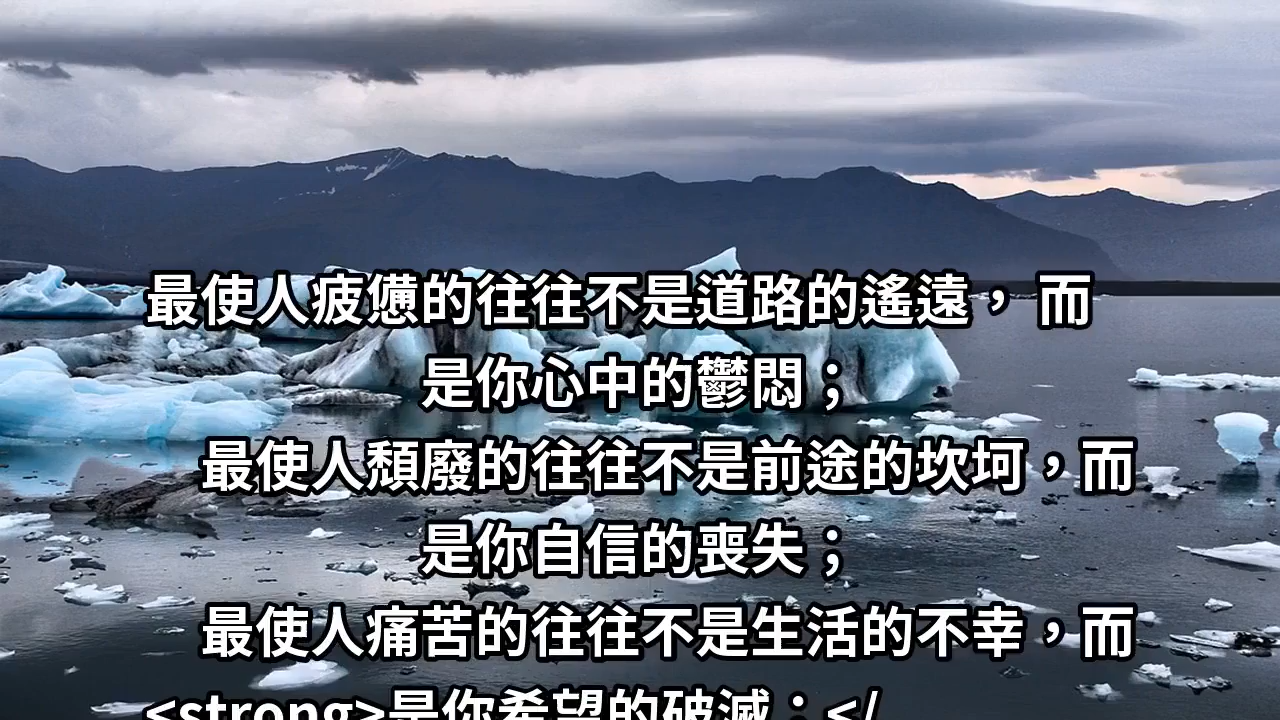 最使人疲憊的往往不是道路的遙遠， 而
是你心中的鬱悶；
最使人頹廢的往往不是前途的坎坷，而
是你自信的喪失；
最使人痛苦的往往不是生活的不幸，而
<strong>是你希望的破滅；</